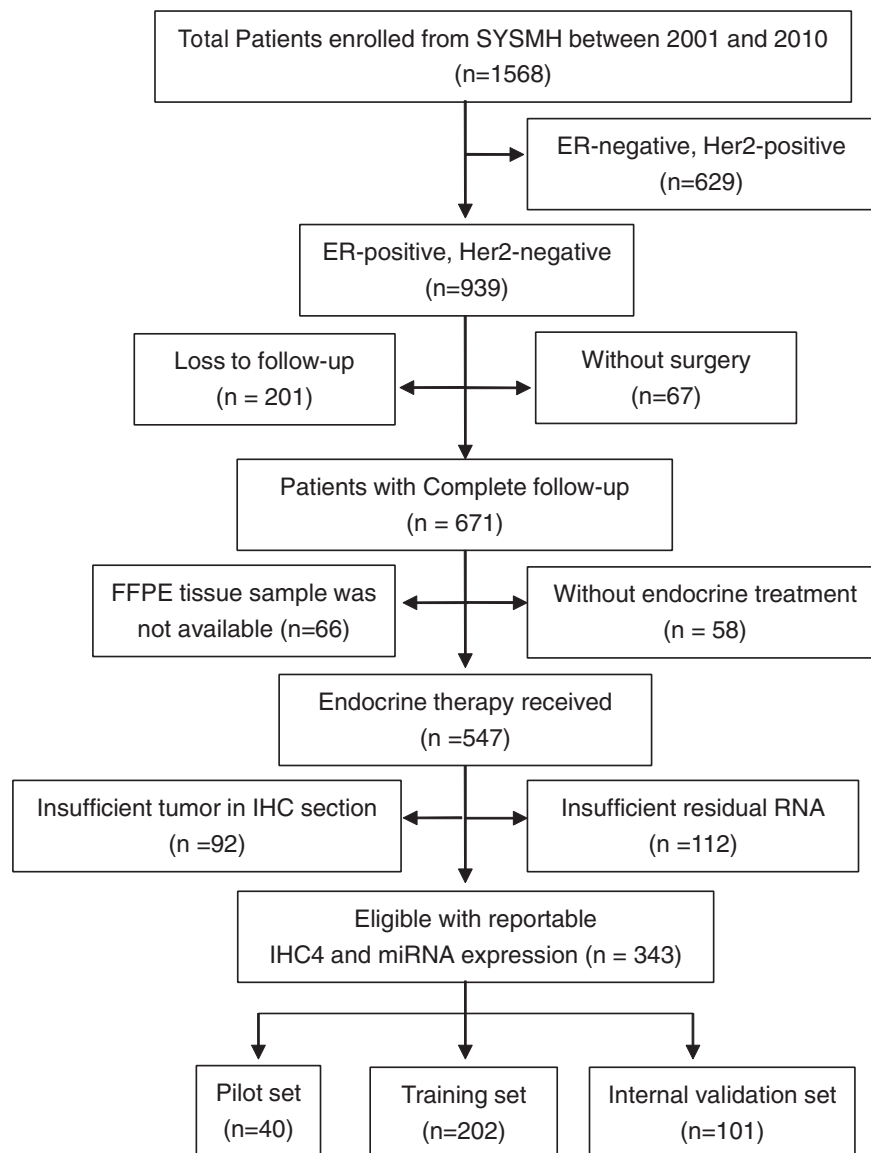 Total Patients enrolled from SYSMH between 2001 and 2010
(n=1568)
ER-negative, Her2-positive
(n=629)
ER-positive, Her2-negative
(n=939)
Loss to follow-up
(n = 201)
Without surgery
(n=67)
Patients with Complete follow-up
(n = 671)
FFPE tissue sample was
not available (n=66)
Without endocrine treatment
(n = 58)
Endocrine therapy received
(n =547)
Insufficient tumor in IHC section
(n =92)
Insufficient residual RNA
(n =112)
Eligible with reportable
IHC4 and miRNA expression (n = 343)
Pilot set
(n=40)
Training set
(n=202)
Internal validation set
(n=101)